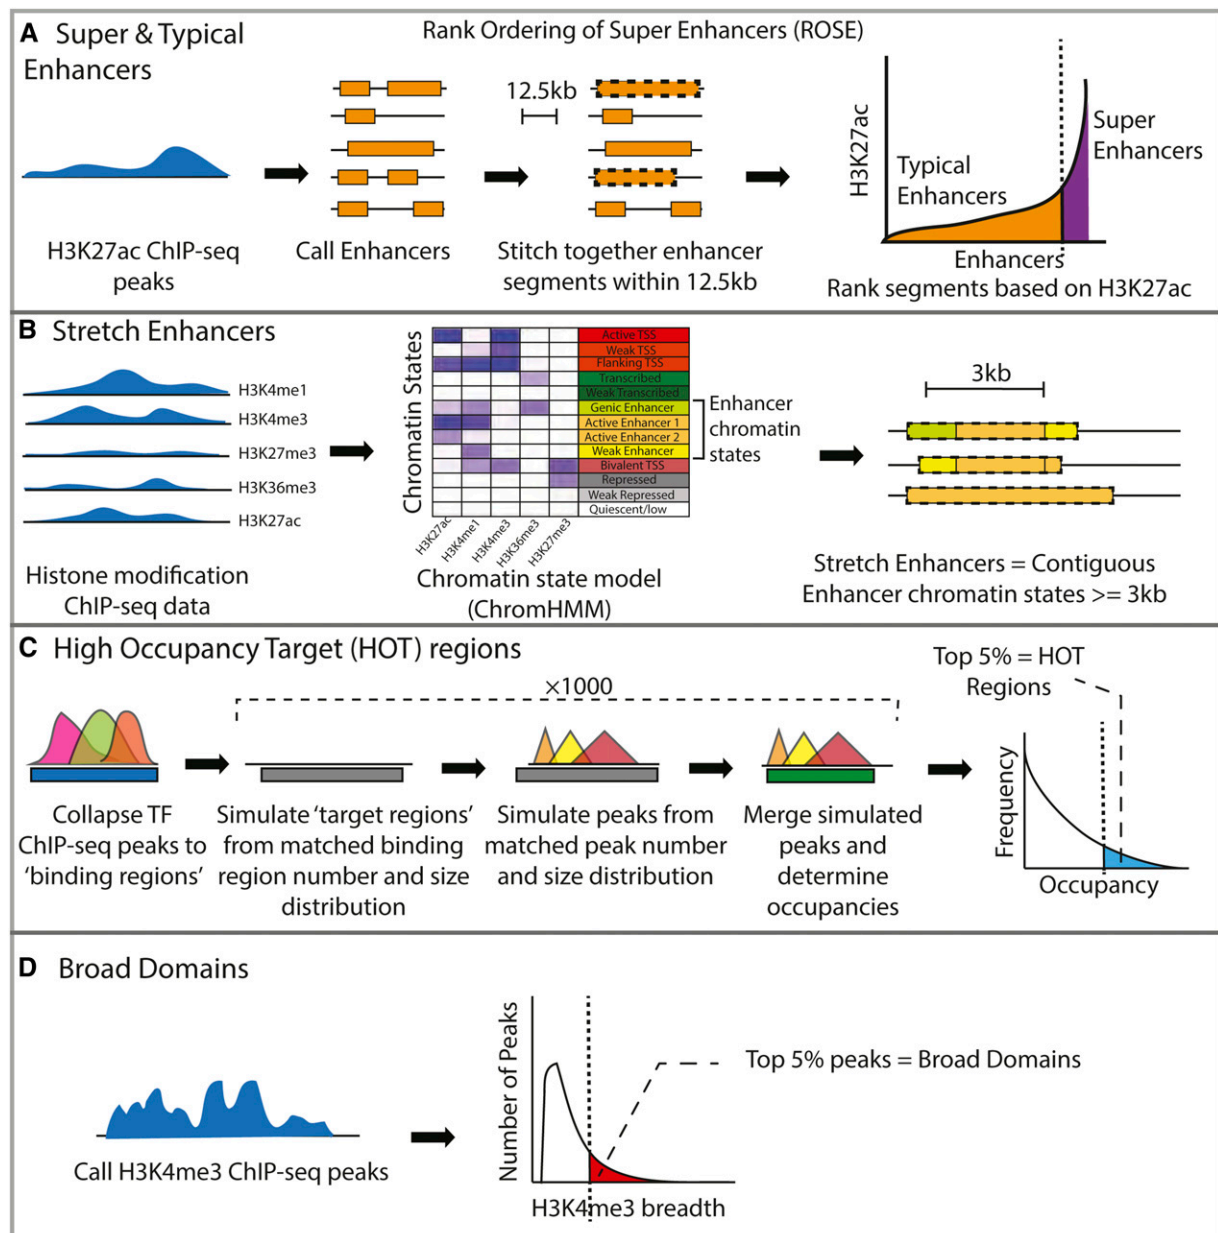 A Super & Typical
Enhancers
Rank Ordering of Super Enhancers (ROSE)
12.5kb
H3K27ac
Typical
Enhancers
Super
Enhancers
Enhancers
H3K27ac ChIP-seq
peaks
Call Enhancers
Stitch together enhancer
segments within 12.5kb
Rank segments based on H3K27ac
B Stretch Enhancers
H3K4me1
H3K4me3
H3K27me3
H3K36me3
H3K27ac
Histone modification
ChIP-seq data
Chromatin States
Active TSS
Weak TSS
Flanking TSS
Transcribed
Weak Transcribed
Genic Enhancer
Active Enhancer 1
Active Enhancer 2
Weak Enhancer
Bivalent TSS
Repressed
Weak Repressed
Quiescent/low
Enhancer
chromatin
states
H3K27ac
H3K4me1
H3K4me3
H3K36me3
H3K27me3
Chromatin state model
(ChromHMM)
3kb
Stretch Enhancers = Contiguous
Enhancer chromatin states >= 3kb
C High Occupancy Target (HOT) regions
×1000
Top 5% = HOT
Regions
Collapse TF
ChIP-seq peaks to
‘binding regions’
Simulate ‘target regions’
from matched binding
region number and size
distribution
Simulate peaks from
matched peak number
and size distribution
Merge simulated
peaks and
determine
occupancies
Frequency
Occupancy
D Broad Domains
Call H3K4me3 ChIP-seq peaks
Number of Peaks
H3K4me3 breadth
Top 5% peaks = Broad Domains